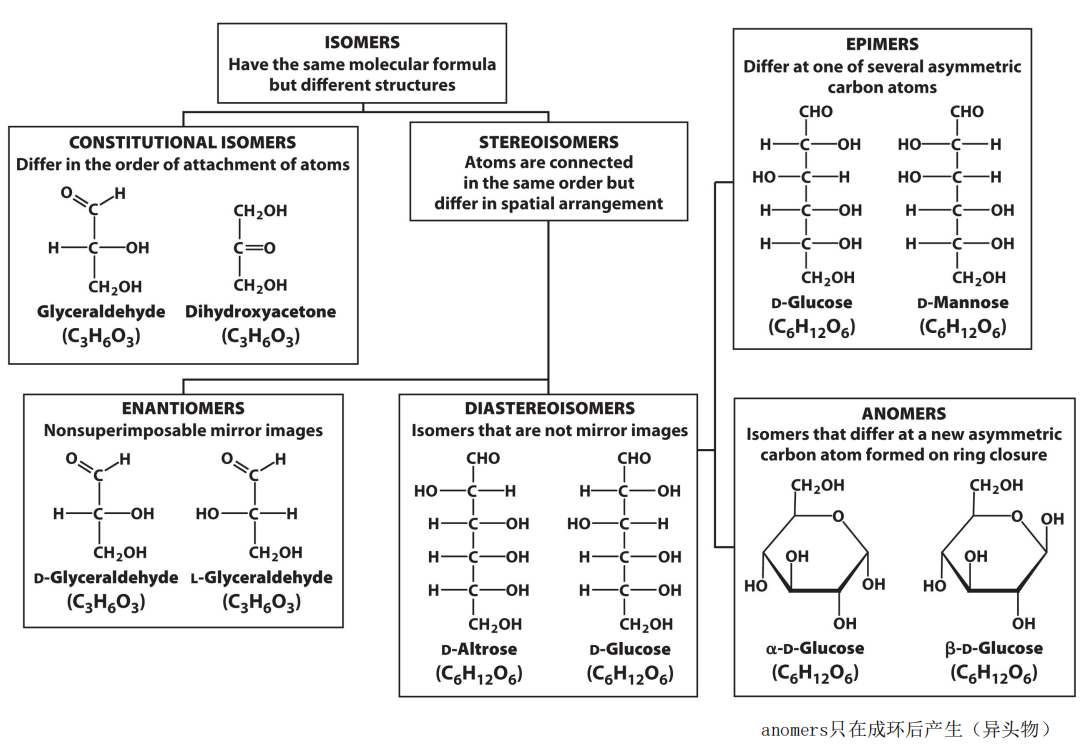 ISOMERS
Have the same molecular formula
but different structures
CONSTITUTIONAL ISOMERS
Differ in the order of attachment of atoms
O H
C
H C OH
CH₂OH
Glyceraldehyde
(C₃H₆O₃)
CH₂OH
C=O
CH₂OH
Dihydroxyacetone
(C₃H₆O₃)
STEREOISOMERS
Atoms are connected
in the same order but
differ in spatial arrangement
EPIMERS
Differ at one of several asymmetric
carbon atoms
CHO
H—C—OH
HO—C—H
H—C—OH
H—C—OH
CH₂OH
D-Glucose
(C₆H₁₂O₆)
CHO
HO—C—H
HO—C—H
H—C—OH
H—C—OH
CH₂OH
D-Mannose
(C₆H₁₂O₆)
ENANTIOMERS
Nonsuperimposable mirror images
O H
C
H—C—OH
CH₂OH
D-Glyceraldehyde
(C₃H₆O₃)
O H
C
HO—C—H
CH₂OH
L-Glyceraldehyde
(C₃H₆O₃)
DIASTEREOISOMERS
Isomers that are not mirror images
CHO
HO—C—H
H—C—OH
H—C—OH
H—C—OH
CH₂OH
D-Altrose
(C₆H₁₂O₆)
CHO
H—C—OH
HO—C—H
H—C—OH
H—C—OH
CH₂OH
D-Glucose
(C₆H₁₂O₆)
ANOMERS
Isomers that differ at a new asymmetric
carbon atom formed on ring closure
CH₂OH
O
OH
HO OH
OH
α-D-Glucose
(C₆H₁₂O₆)
CH₂OH
O OH
OH
HO
OH
β-D-Glucose
(C₆H₁₂O₆)
anomers只在成环后产生（异头物）